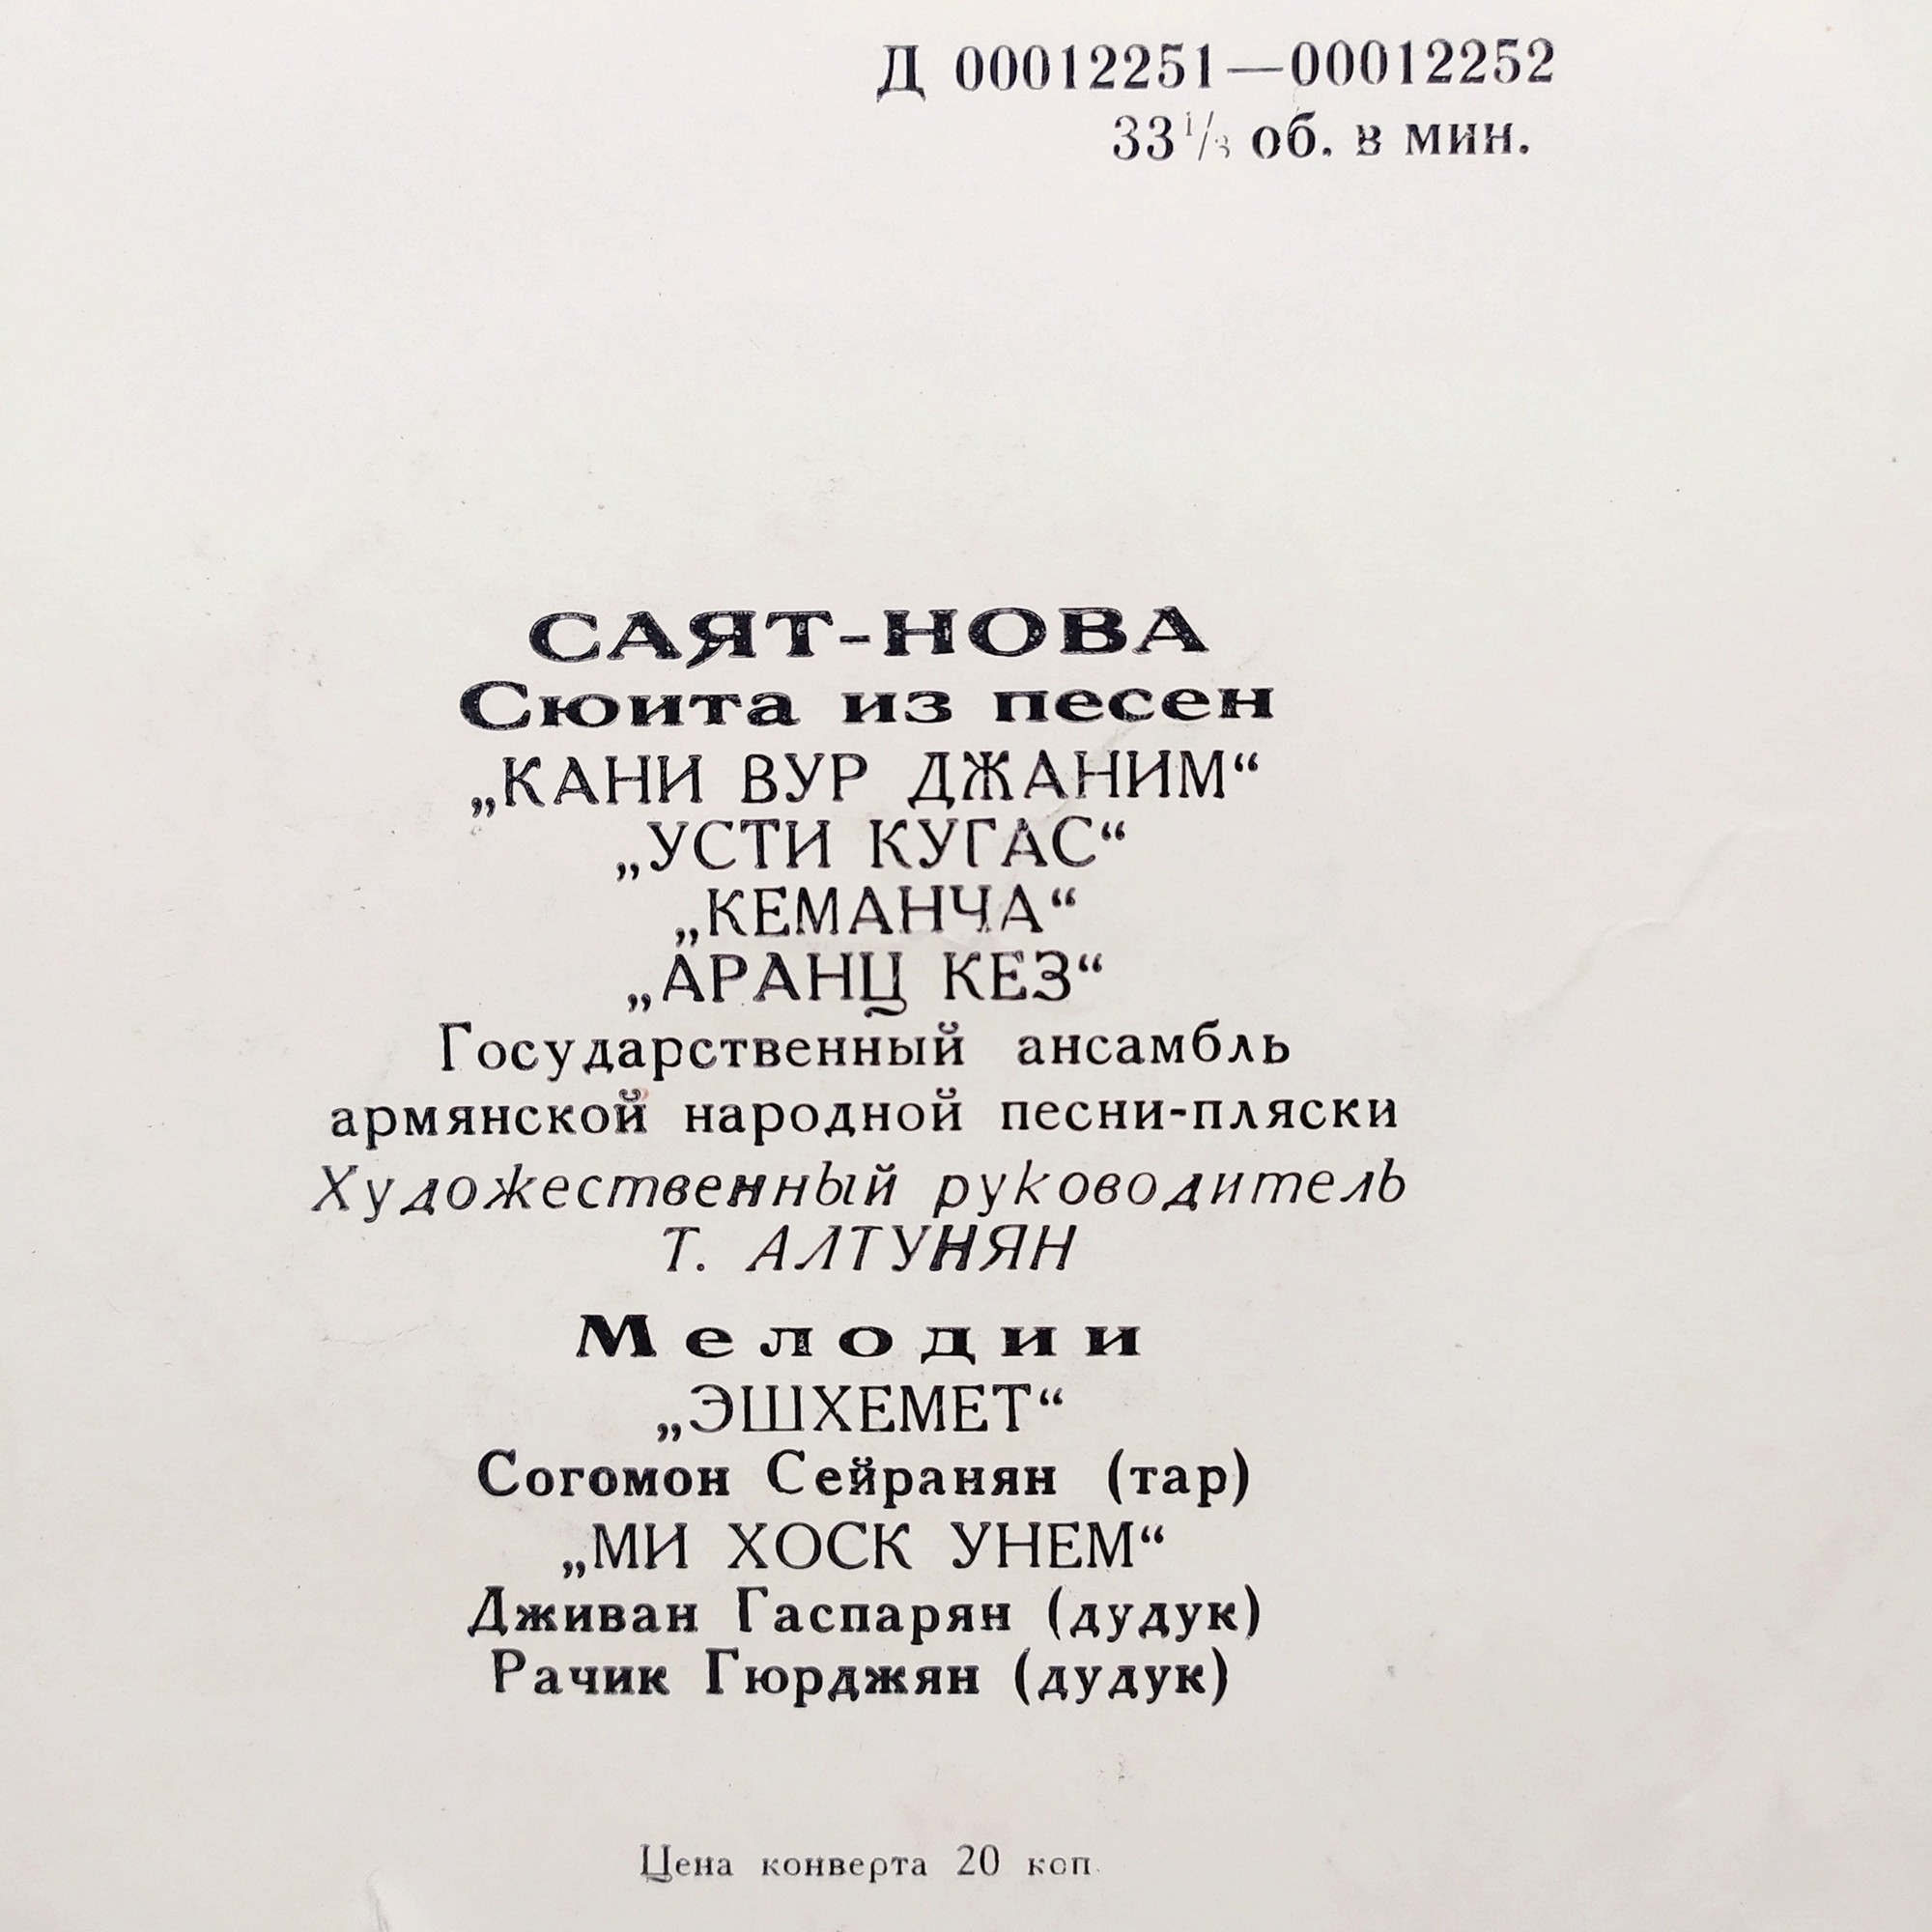 Д 00012251—00012252
33 1/3 об. в мин.
САЯТ-НОВА
Сюита из песен
„КАНИ ВУР ДЖАНИМ“
„УСТИ КУГАС“
„КЕМАНЧА“
„АРАНЦ КЕЗ“
Государственный ансамбль
армянской народной песни-пляски
Художественный руководитель
Т. АЛТУНЯН
Мелодии
„ЭШХЕМЕТ“
Согомон Сейранян (тар)
„МИ ХОСК УНЕМ“
Дживан Гаспарян (дудук)
Рачик Гюрджян (дудук)
Цена конверта 20 коп.